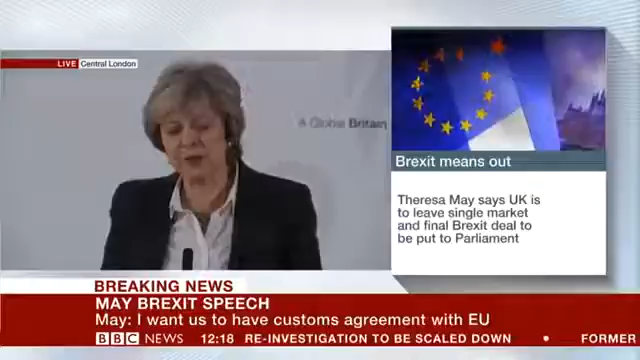 LIVE Central London
A Global Britain
Brexit means out
Theresa May says UK is
to leave single market
and final Brexit deal to
be put to Parliament
BREAKING NEWS
MAY BREXIT SPEECH
May: I want us to have customs agreement with EU
BBC NEWS 12:18 RE-INVESTIGATION TO BE SCALED DOWN • FORMER